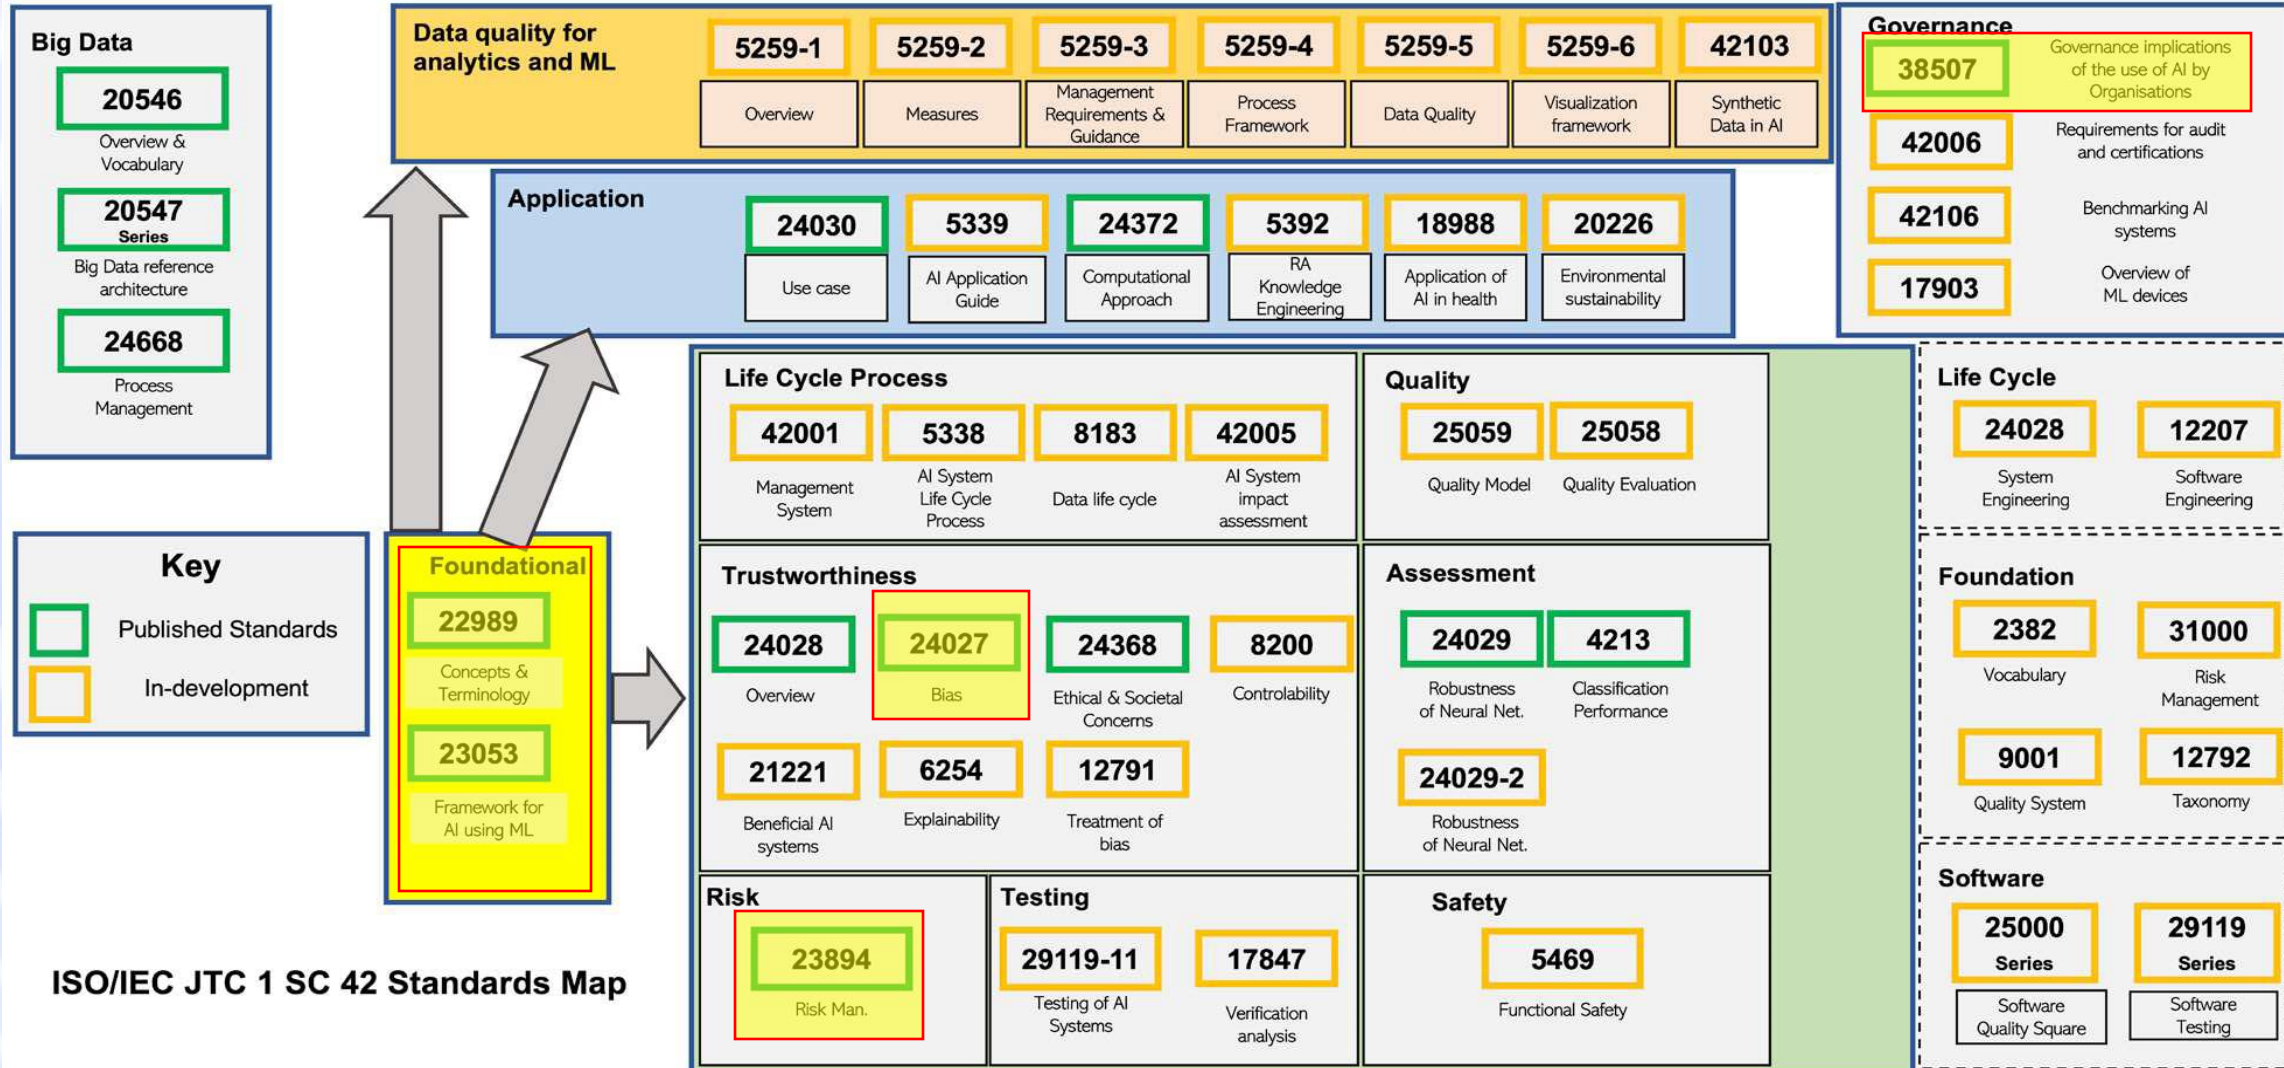 Big Data
20546
Overview &
Vocabulary
20547
Series
Big Data reference
architecture
24668
Process
Management
Data quality for
analytics and ML
5259-1
Overview
5259-2
Measures
5259-3
Management
Requirements &
Guidance
5259-4
Process
Framework
5259-5
Data Quality
5259-6
Visualization
framework
42103
Synthetic
Data in AI
Governance
38507
Governance implications
of the use of AI by
Organisations
42006
Requirements for audit
and certifications
42106
Benchmarking AI
systems
17903
Overview of
ML devices
Application
24030
Use case
5339
AI Application
Guide
24372
Computational
Approach
5392
RA
Knowledge
Engineering
18988
Application of
AI in health
20226
Environmental
sustainability
Key
Published Standards
In-development
Foundational
22989
Concepts &
Terminology
23053
Framework for
AI using ML
Life Cycle Process
42001
Management
System
5338
AI System
Life Cycle
Process
8183
Data life cycle
42005
AI System
impact
assessment
Quality
25059
Quality Model
25058
Quality Evaluation
Trustworthiness
24028
Overview
24027
Bias
24368
Ethical & Societal
Concerns
8200
Controlability
21221
Beneficial AI
systems
6254
Explainability
12791
Treatment of
bias
Assessment
24029
Robustness
of Neural Net.
4213
Classification
Performance
24029-2
Robustness
of Neural Net.
Risk
23894
Risk Man.
Testing
29119-11
Testing of AI
Systems
17847
Verification
analysis
Safety
5469
Functional Safety
Life Cycle
24028
System
Engineering
12207
Software
Engineering
Foundation
2382
Vocabulary
31000
Risk
Management
9001
Quality System
12792
Taxonomy
Software
25000
Series
Software
Quality Square
29119
Series
Software
Testing
ISO/IEC JTC 1 SC 42 Standards Map